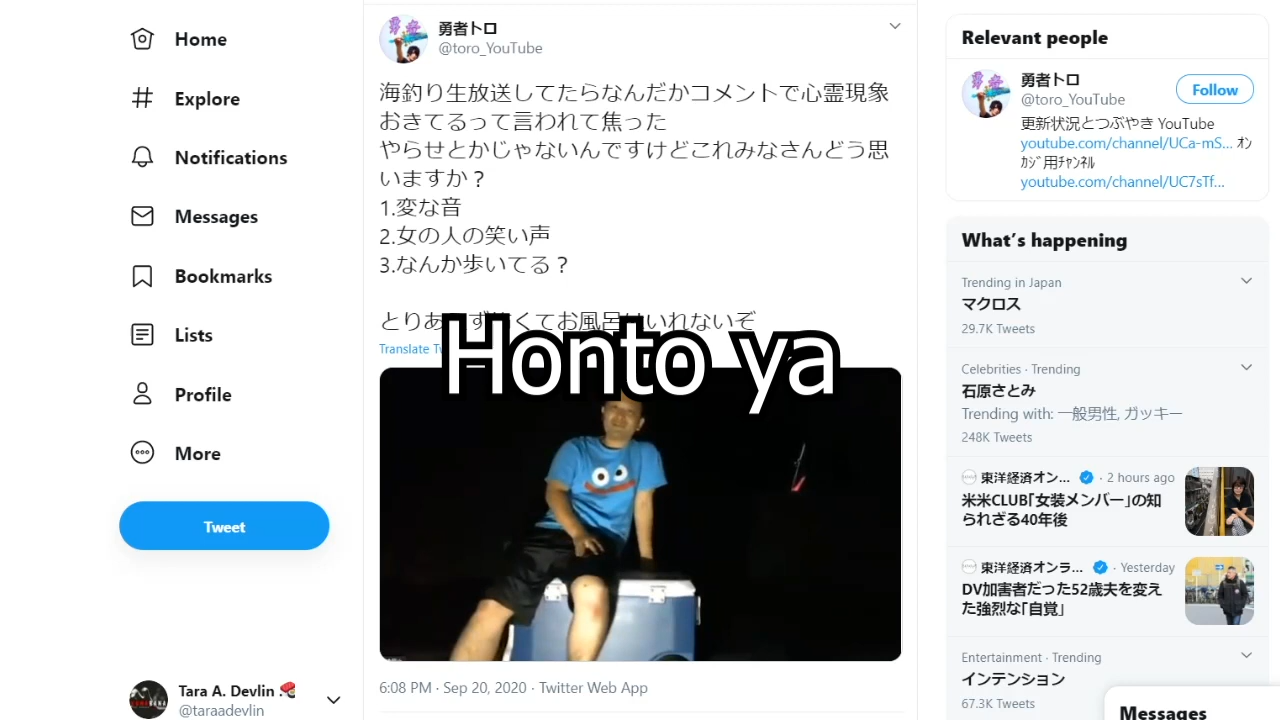 Home
Explore
Notifications
Messages
Bookmarks
Lists
Profile
More
Tweet
Tara A. Devlin
@taraadevlin
勇者トロ
@toro_YouTube
海釣り生放送してたらなんだかコメントで心霊現象
おきてるって言われて焦った
やらせとかじゃないんですけどこれみなさんどう思
いますか？
1.変な音
2.女の人の笑い声
3.なんか歩いてる？
とりあ
くてお風呂
いれないぞ
Translate
Honto ya
6:08 PM · Sep 20, 2020 · Twitter Web App
Relevant people
勇者トロ
@toro_YouTube
Follow
更新状況とつぶやき YouTube
youtube.com/channel/UCa-mS... ｵﾝ
ｶｼﾞ用ﾁｬﾝﾈﾙ
youtube.com/channel/UC7sTf...
What's happening
Trending in Japan
マクロス
29.7K Tweets
Celebrities · Trending
石原さとみ
Trending with: 一般男性, ガッキー
248K Tweets
東洋経済オン... · 2 hours ago
米米CLUB｢女装メンバー｣の知
られざる40年後
東洋経済オンラ... · Yesterday
DV加害者だった52歳夫を変え
た強烈な｢自覚｣
Entertainment · Trending
インテンション
67.3K Tweets
Messages